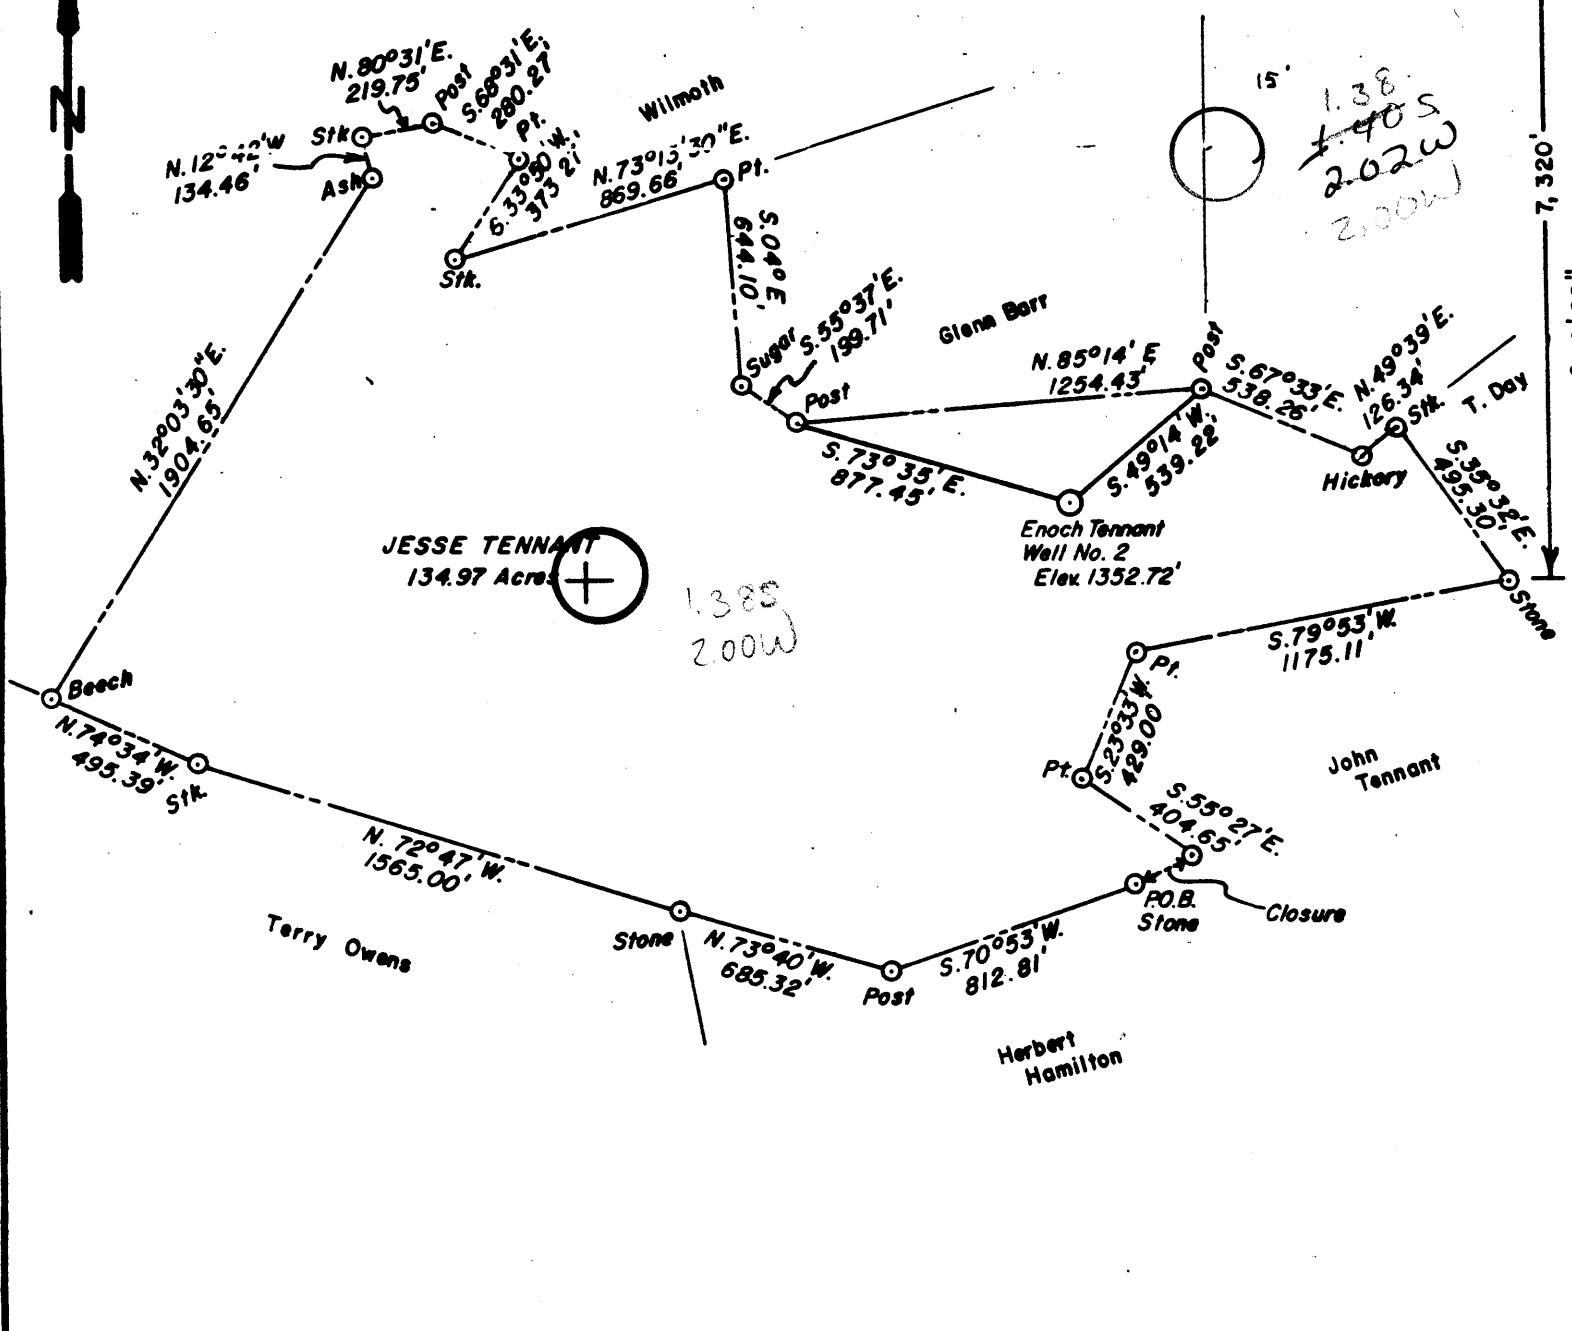 N
N. 80°31'E.
219.75'
Post
S.68°31'E.
280.27'
Pt.
Stk
N. 12°42'W
134.46'
Ash
S.33°50'W.
373.21'
Stk.
Wilmoth
N.73°15'30"E.
869.66'
Pt.
S.04°E.
644.10'
15'
1.38
1.40S
2.02W
2.00W
7,320'
N.32°03'30"E.
1904.65'
Sugar
S.55°37'E.
199.71'
Post
Glenn Barr
N.85°14'E
1254.43'
Post
S.67°33'E.
538.26'
N.49°39'E.
126.34'
Stk.
T. Day
Hickory
S.35°32'E.
495.30'
Stone
S.73°35'E.
877.45'
S.49°14'W.
539.22'
Enoch Tennant
Well No. 2
Elev. 1352.72'
JESSE TENNANT
134.97 Acres
1.38S
2.00W
S.79°53'W.
1175.11'
Pt.
S.23°33'W.
429.00'
Pt.
S.55°27'E.
404.65'
John
Tennant
Beech
N.74°34'W.
495.39'
Stk.
N. 72°47'W.
1565.00'
Terry Owens
Stone
N.73°40'W.
685.32'
Post
S.70°53'W.
812.81'
P.O.B.
Stone
Closure
Herbert
Hamilton